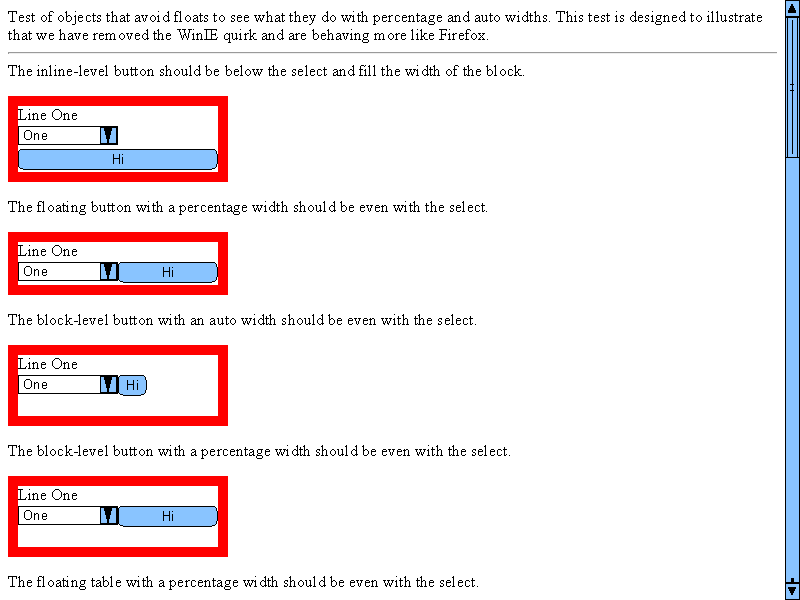 Test of objects that avoid floats to see what they do with percentage and auto widths. This test is designed to illustrate
that we have removed the WinIE quirk and are behaving more like Firefox.
The inline-level button should be below the select and fill the width of the block.
Line One
One
Hi
The floating button with a percentage width should be even with the select.
Line One
One Hi
The block-level button with an auto width should be even with the select.
Line One
One Hi
The block-level button with a percentage width should be even with the select.
Line One
One Hi
The floating table with a percentage width should be even with the select.